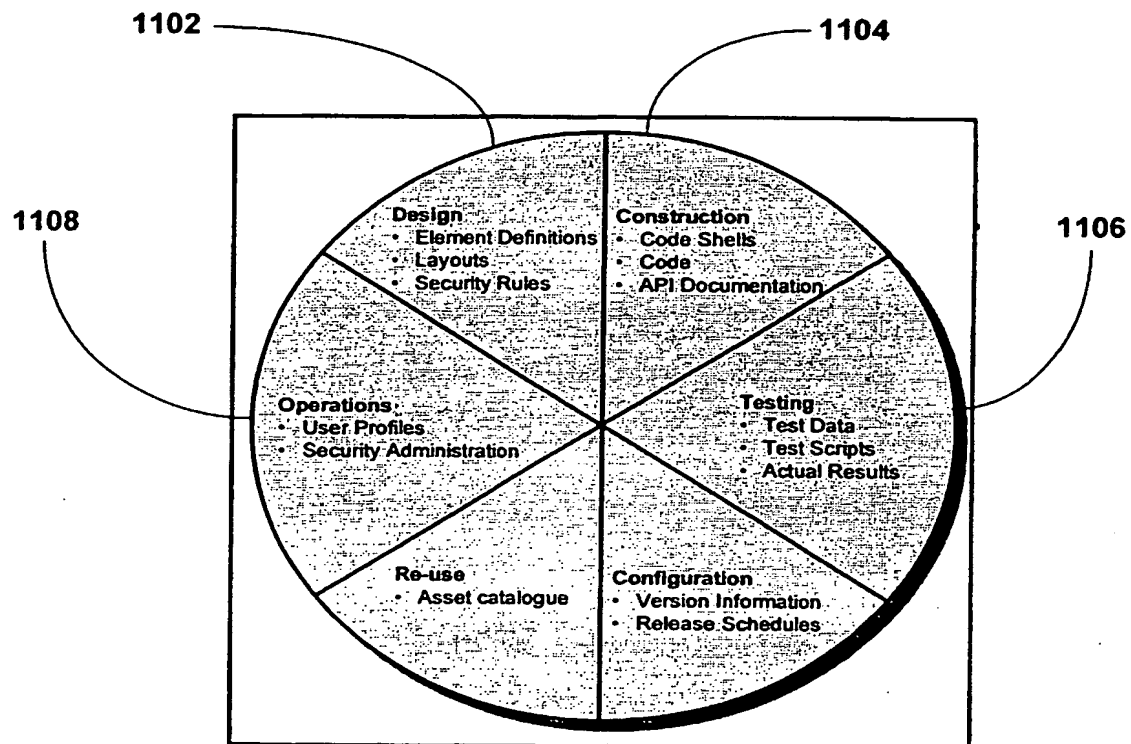 1102
1104
1108
1106
Design
• Element Definitions
• Layouts
• Security Rules
Construction
• Code Shells
• Code
• API Documentation
Operations
• User Profiles
• Security Administration
Testing
• Test Data
• Test Scripts
• Actual Results
Re-use
• Asset catalogue
Configuration
• Version Information
• Release Schedules